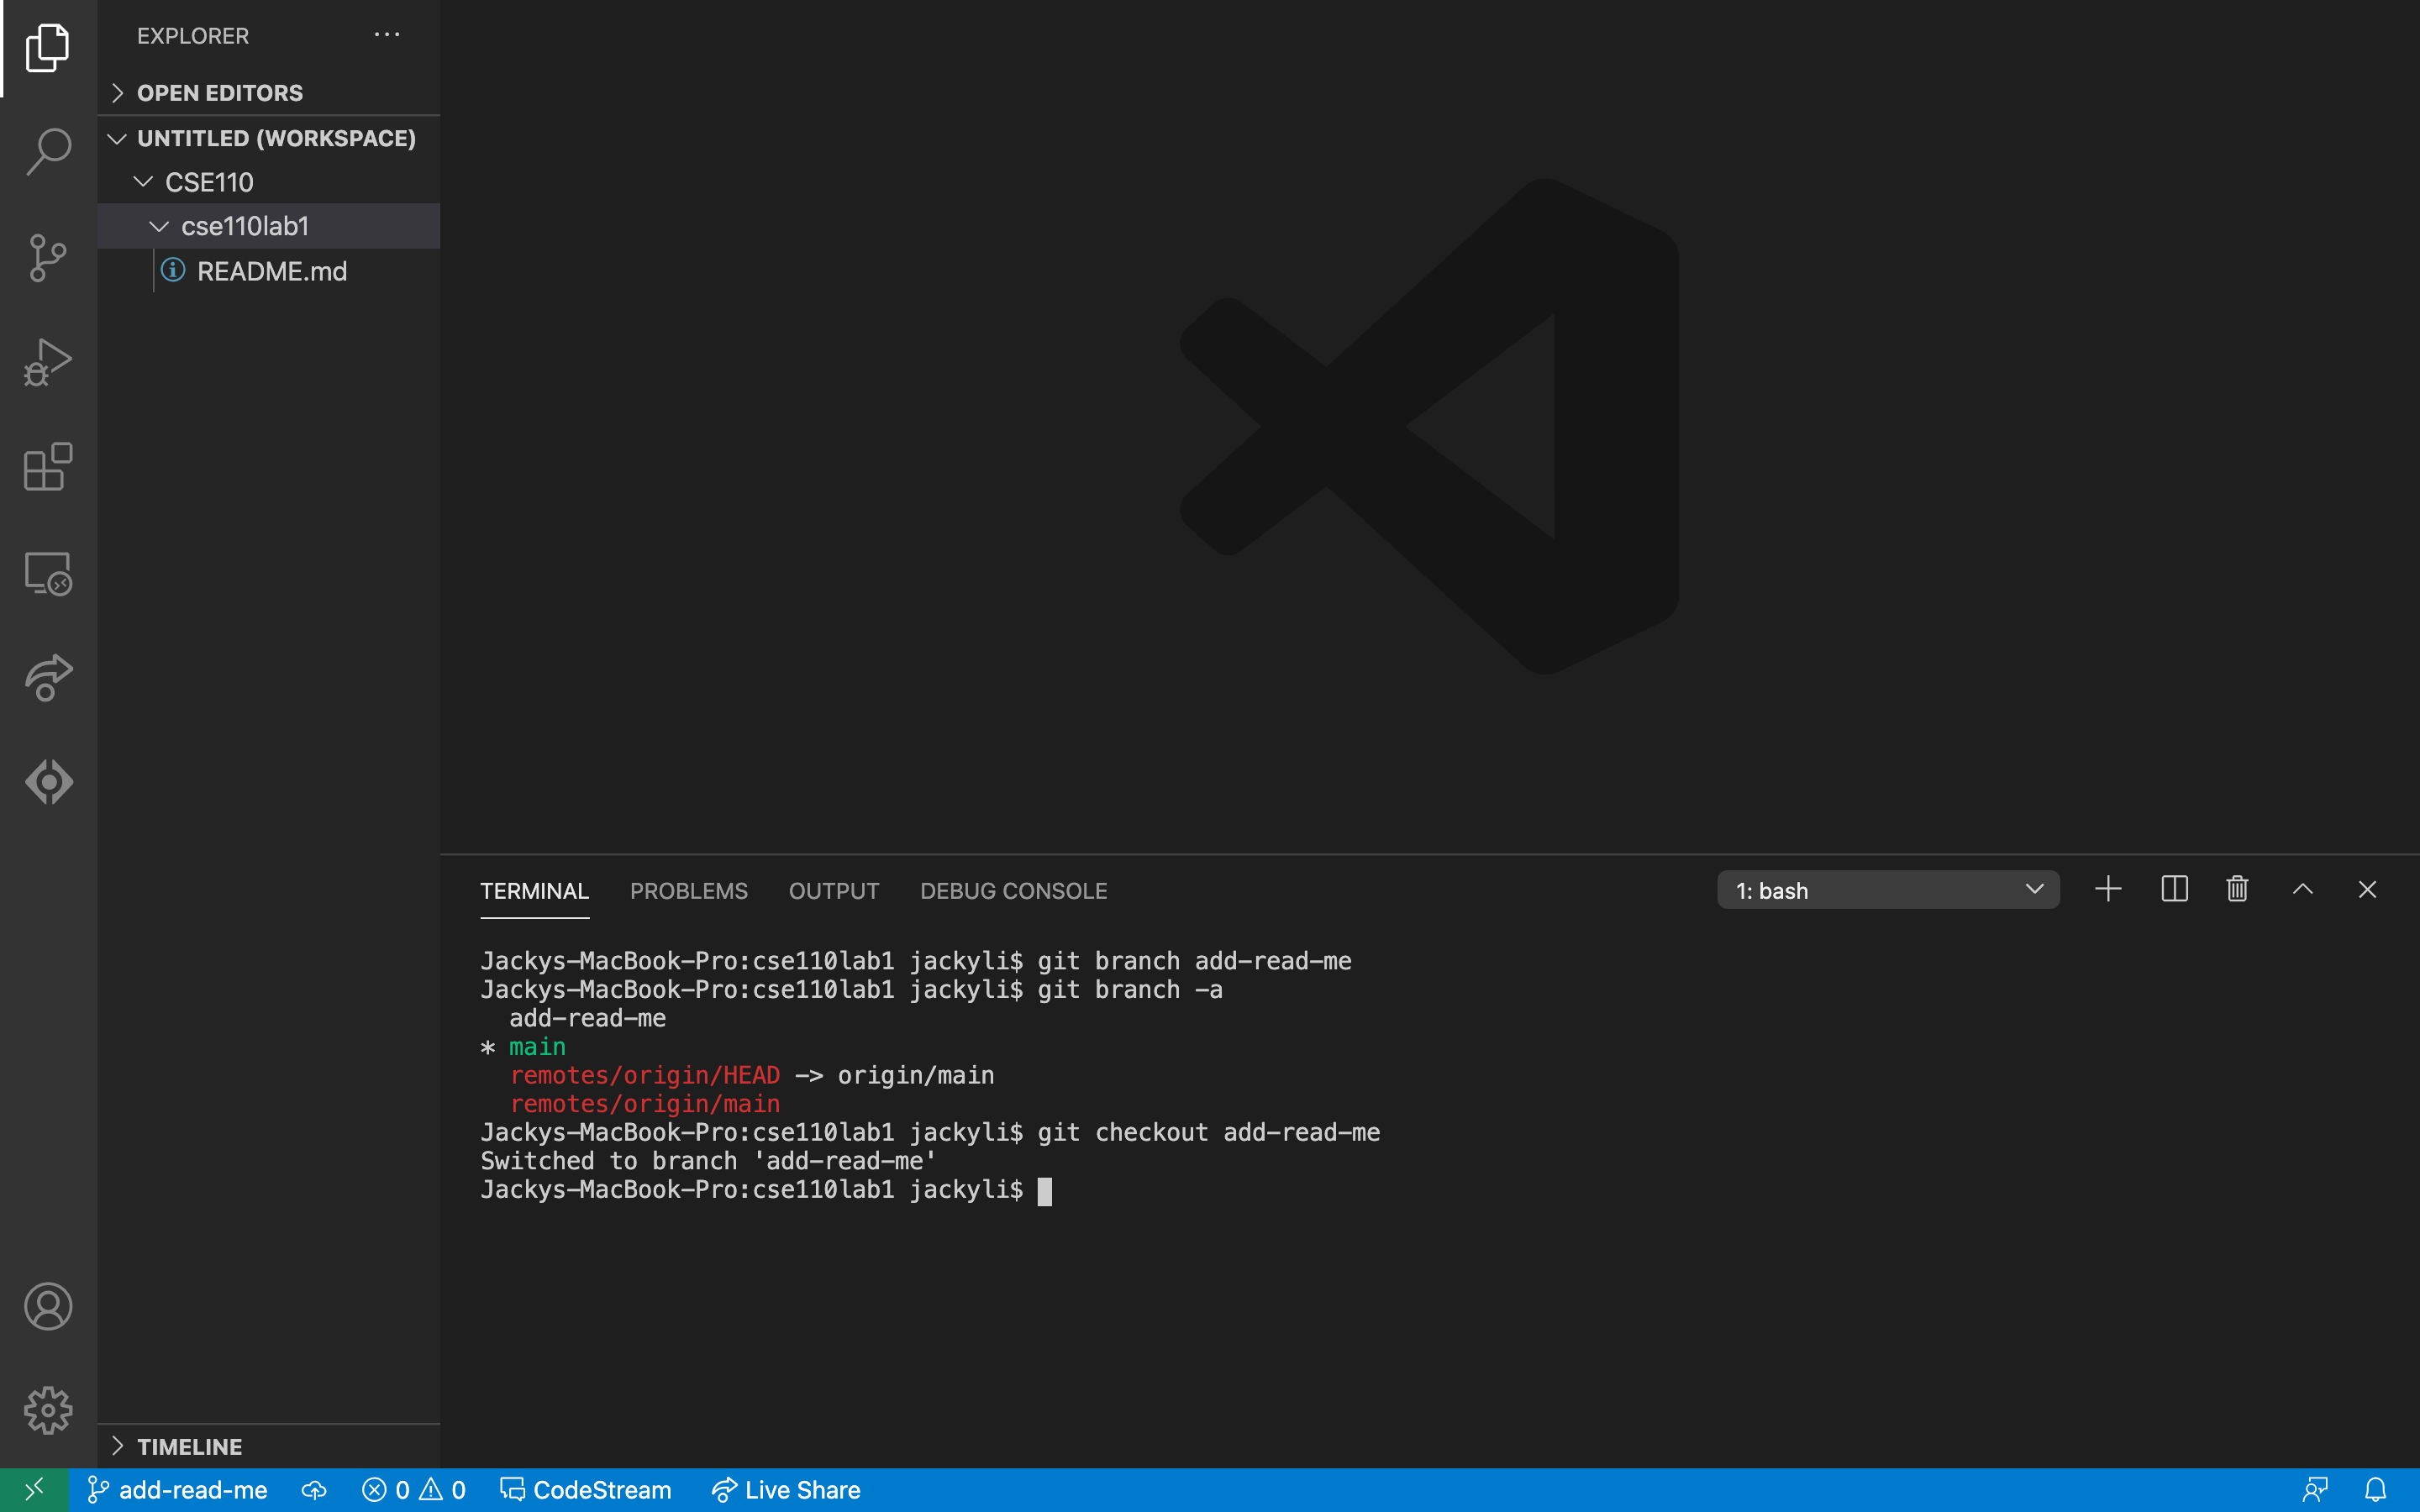 EXPLORER
OPEN EDITORS
UNTITLED (WORKSPACE)
CSE110
cse110lab1
README.md
TIMELINE
TERMINAL PROBLEMS OUTPUT DEBUG CONSOLE 1: bash
Jackys-MacBook-Pro:cse110lab1 jackyli$ git branch add-read-me
Jackys-MacBook-Pro:cse110lab1 jackyli$ git branch -a
add-read-me
* main
remotes/origin/HEAD -> origin/main
remotes/origin/main
Jackys-MacBook-Pro:cse110lab1 jackyli$ git checkout add-read-me
Switched to branch 'add-read-me'
Jackys-MacBook-Pro:cse110lab1 jackyli$
add-read-me 0 0 CodeStream Live Share